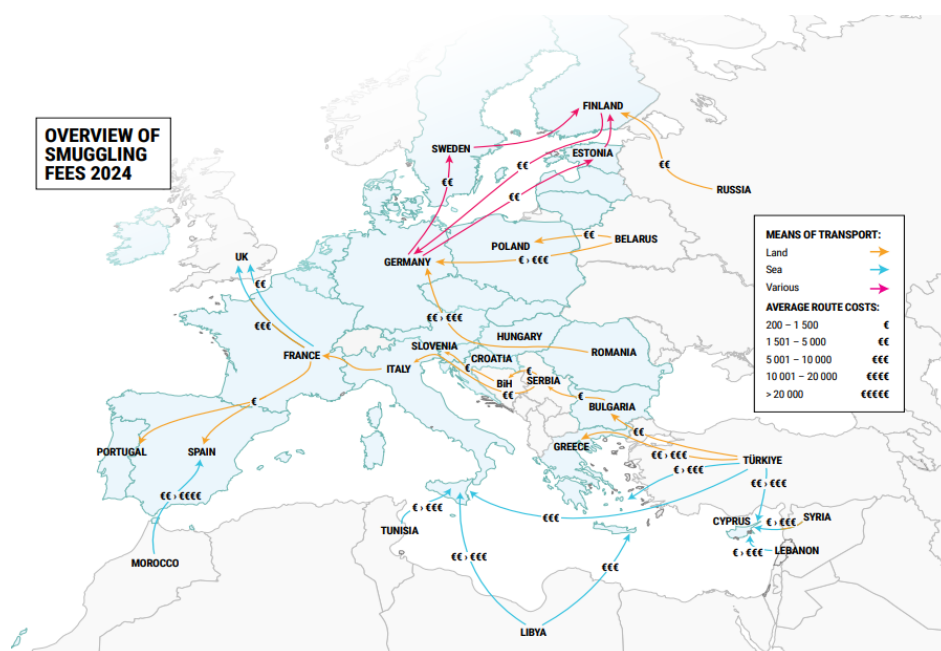 OVERVIEW OF
SMUGGLING
FEES 2024
FINLAND
SWEDEN
ESTONIA
€€
€€
€€
€€
RUSSIA
UK
POLAND
€€
BELARUS
GERMANY
€ › €€€
€€
€€€
€€ › €€€
HUNGARY
SLOVENIA
FRANCE
CROATIA
ROMANIA
ITALY
€
€
BiH
SERBIA
€€
€
€
BULGARIA
PORTUGAL
SPAIN
€€
GREECE
€€ › €€€
TÜRKIYE
€ › €€€
€€ › €€€
€€ › €€€€
€ › €€€
€€€
TUNISIA
CYPRUS
€ › €€€
SYRIA
€ › €€€
LEBANON
MOROCCO
€€ › €€€
€€€
LIBYA
MEANS OF TRANSPORT:
Land
Sea
Various
AVERAGE ROUTE COSTS:
200 – 1 500 €
1 501 – 5 000 €€
5 001 – 10 000 €€€
10 001 – 20 000 €€€€
> 20 000 €€€€€